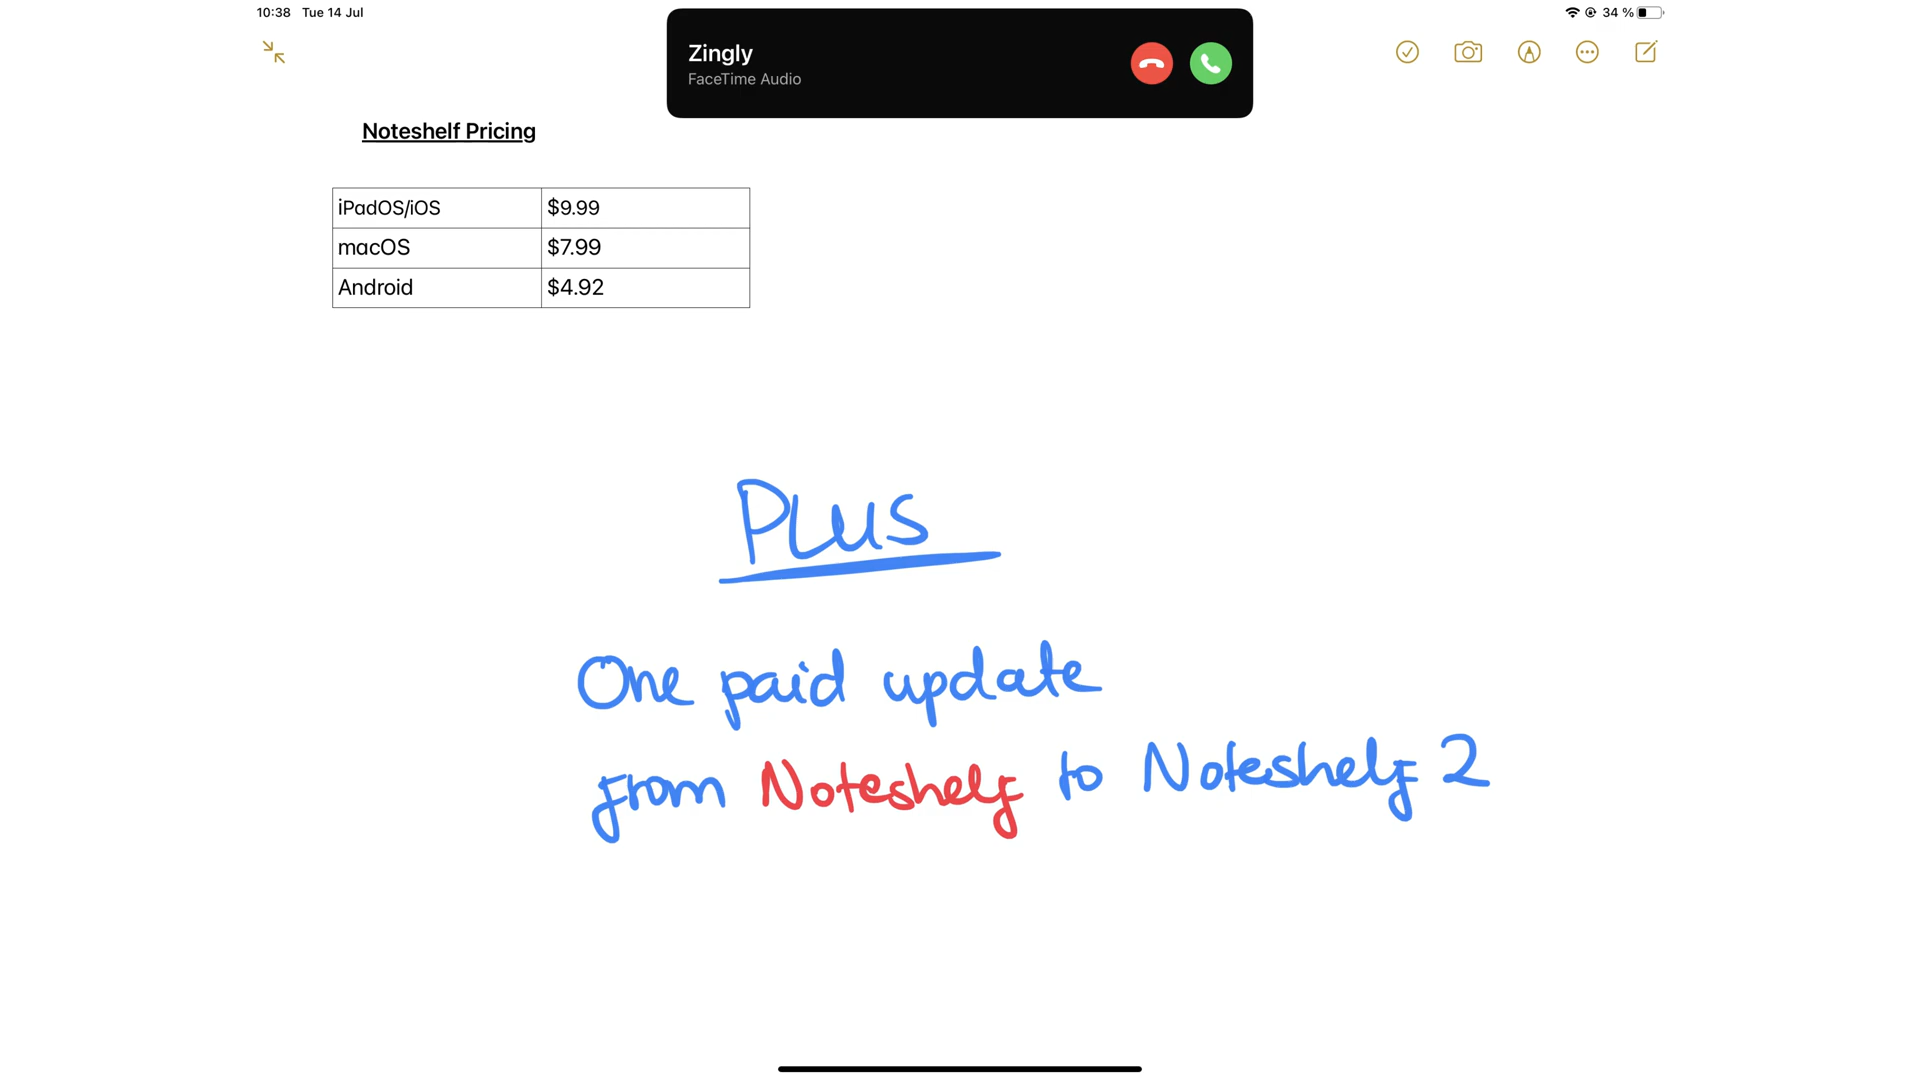 10:38 Tue 14 Jul
34 %
Zingly
FaceTime Audio
Noteshelf Pricing
iPadOS/iOS $9.99
macOS $7.99
Android $4.92
Plus
One paid update
from Noteshelf to Noteshelf 2